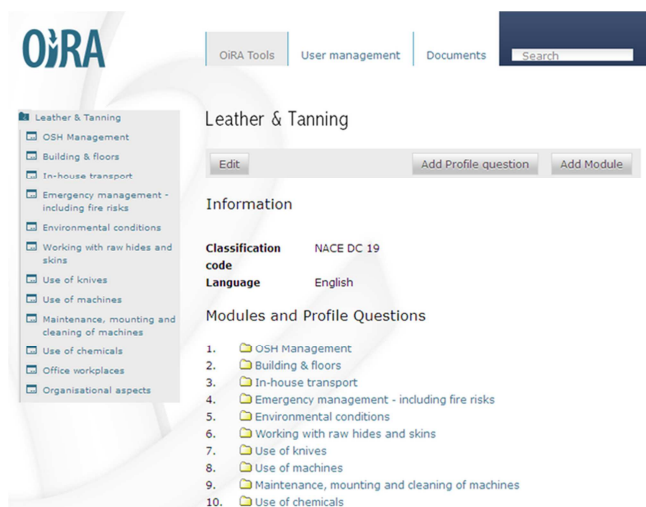 OiRA
OiRA Tools
User management
Documents
Search
Leather & Tanning
OSH Management
Building & floors
In-house transport
Emergency management -
including fire risks
Environmental conditions
Working with raw hides and
skins
Use of knives
Use of machines
Maintenance, mounting and
cleaning of machines
Use of chemicals
Office workplaces
Organisational aspects
Leather & Tanning
Edit
Add Profile question
Add Module
Information
Classification NACE DC 19
code
Language English
Modules and Profile Questions
1. OSH Management
2. Building & floors
3. In-house transport
4. Emergency management - including fire risks
5. Environmental conditions
6. Working with raw hides and skins
7. Use of knives
8. Use of machines
9. Maintenance, mounting and cleaning of machines
10. Use of chemicals